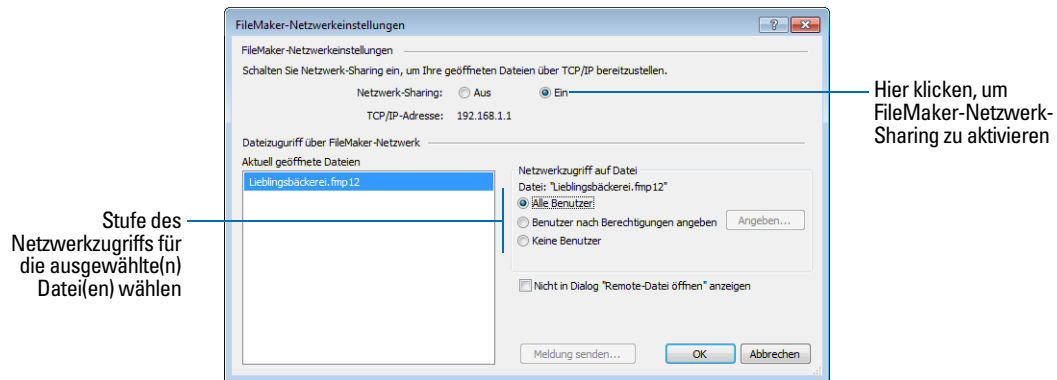 FileMaker-Netzwerkeinstellungen
FileMaker-Netzwerkeinstellungen
Schalten Sie Netzwerk-Sharing ein, um Ihre geöffneten Dateien über TCP/IP bereitzustellen.
Netzwerk-Sharing: Aus Ein
TCP/IP-Adresse: 192.168.1.1
Hier klicken, um
FileMaker-Netzwerk-
Sharing zu aktivieren
Dateizuguriff über FileMaker-Netzwerk
Aktuell geöffnete Dateien
Lieblingsbäckerei.fmp12
Netzwerkzugriff auf Datei
Datei: "Lieblingsbäckerei.fmp12"
Alle Benutzer
Benutzer nach Berechtigungen angeben Angeben...
Keine Benutzer
Stufe des
Netzwerkzugriffs für
die ausgewählte(n)
Datei(en) wählen
Nicht in Dialog "Remote-Datei öffnen" anzeigen
Meldung senden... OK Abbrechen